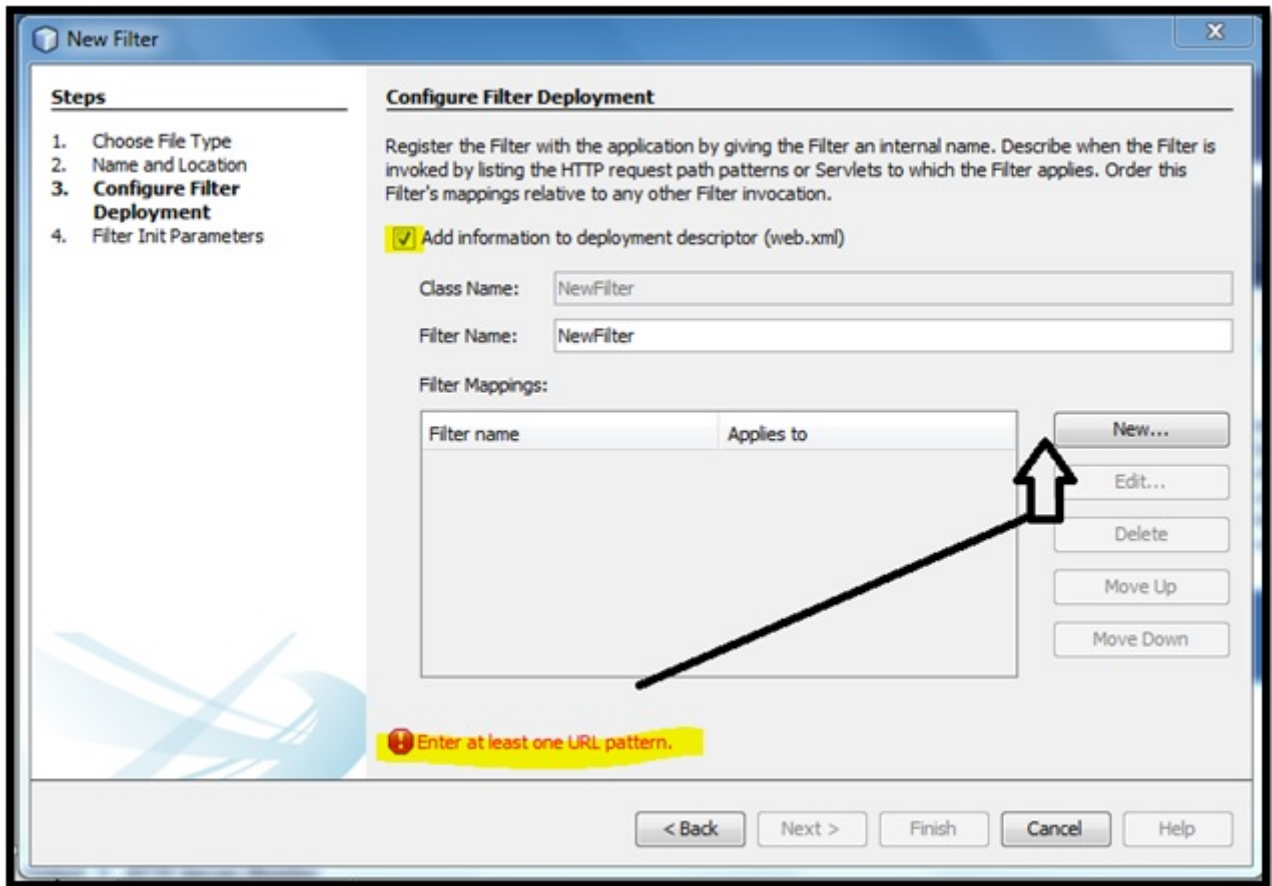 New Filter
Steps
1. Choose File Type
2. Name and Location
3. Configure Filter
Deployment
4. Filter Init Parameters
Configure Filter Deployment
Register the Filter with the application by giving the Filter an internal name. Describe when the Filter is
invoked by listing the HTTP request path patterns or Servlets to which the Filter applies. Order this
Filter's mappings relative to any other Filter invocation.
Add information to deployment descriptor (web.xml)
Class Name: NewFilter
Filter Name: NewFilter
Filter Mappings:
Filter name Applies to
New...
Edit...
Delete
Move Up
Move Down
Enter at least one URL pattern.
< Back Next > Finish Cancel Help